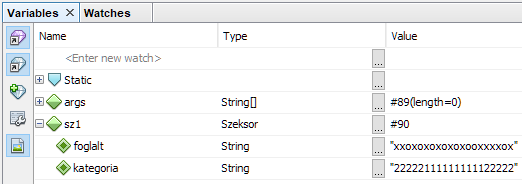 Variables × Watches
Name Type Value
<Enter new watch> ...
Static ...
args String[] ... #89(length=0)
sz1 Szeksor ... #90
foglalt String ... "xxoxoxoxoxoxooxxxxox"
kategoria String ... "22222111111111122222"